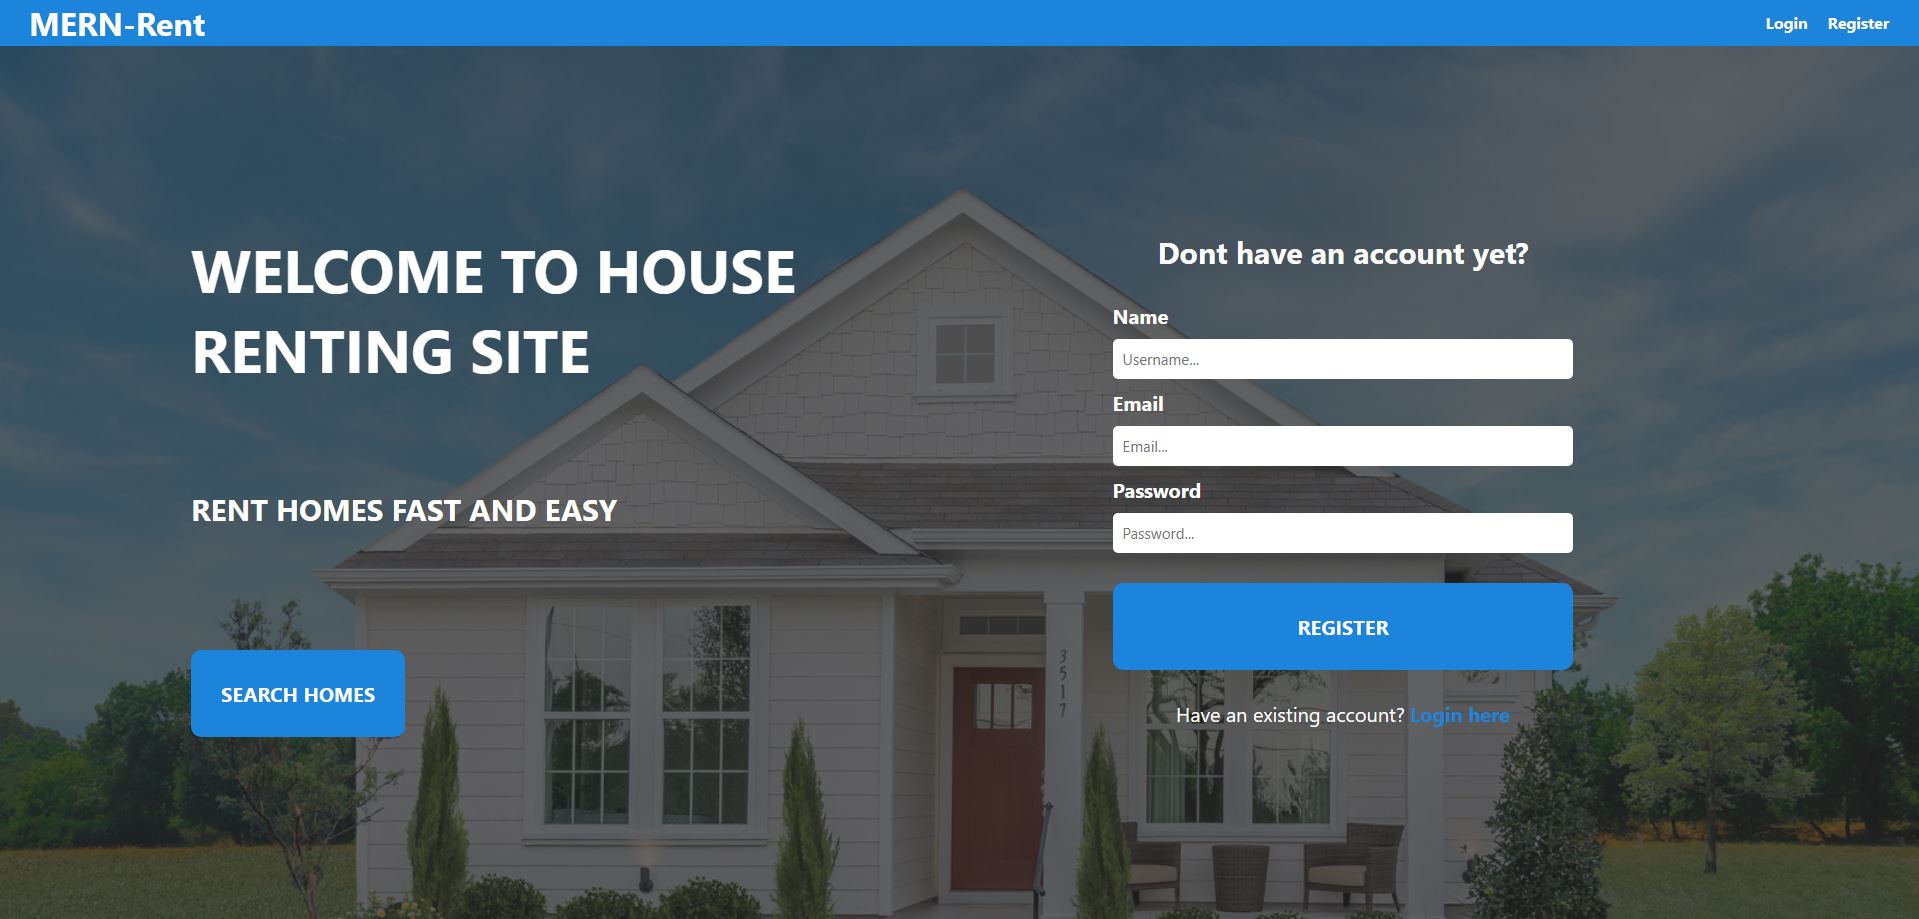 MERN-Rent
Login
Register
WELCOME TO HOUSE
RENTING SITE
RENT HOMES FAST AND EASY
SEARCH HOMES
Dont have an account yet?
Name
Username...
Email
Email...
Password
Password...
REGISTER
Have an existing account? Login here
3517